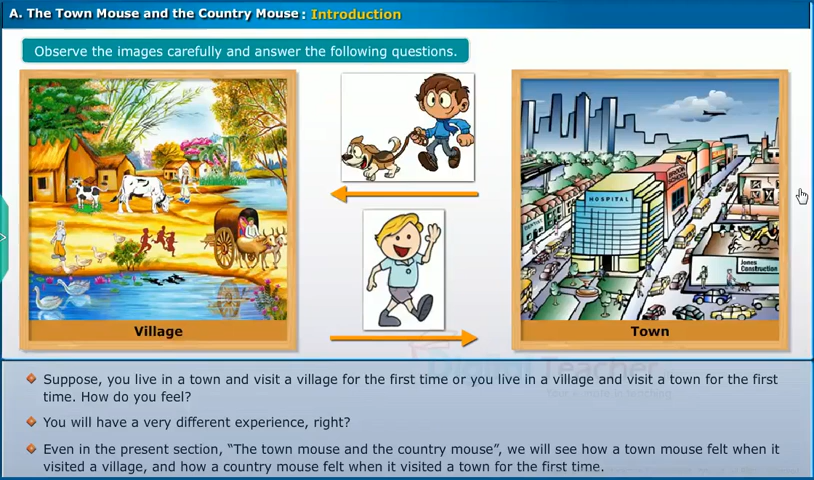 A. The Town Mouse and the Country Mouse : Introduction
Observe the images carefully and answer the following questions.
HOSPITAL
Jones
Construction
Village
Town
Digital Teacher
Suppose, you live in a town and visit a village for the first time or you live in a village and visit a town for the first
time. How do you feel?
You will have a very different experience, right?
Even in the present section, “The town mouse and the country mouse”, we will see how a town mouse felt when it
visited a village, and how a country mouse felt when it visited a town for the first time.